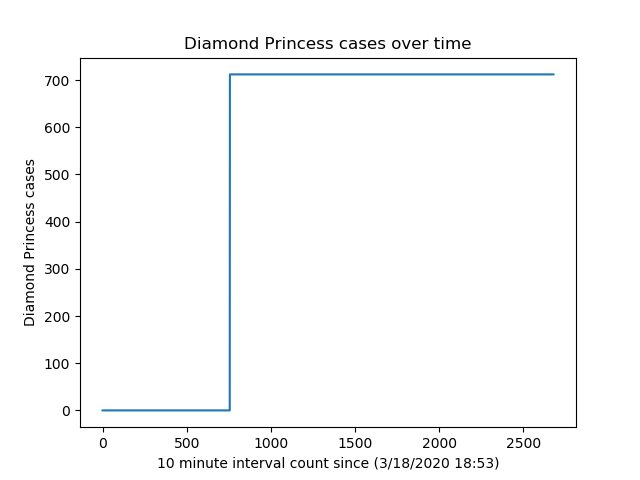 Diamond Princess cases over time
700
600
500
400
300
200
100
0
Diamond Princess cases
0 500 1000 1500 2000 2500
10 minute interval count since (3/18/2020 18:53)